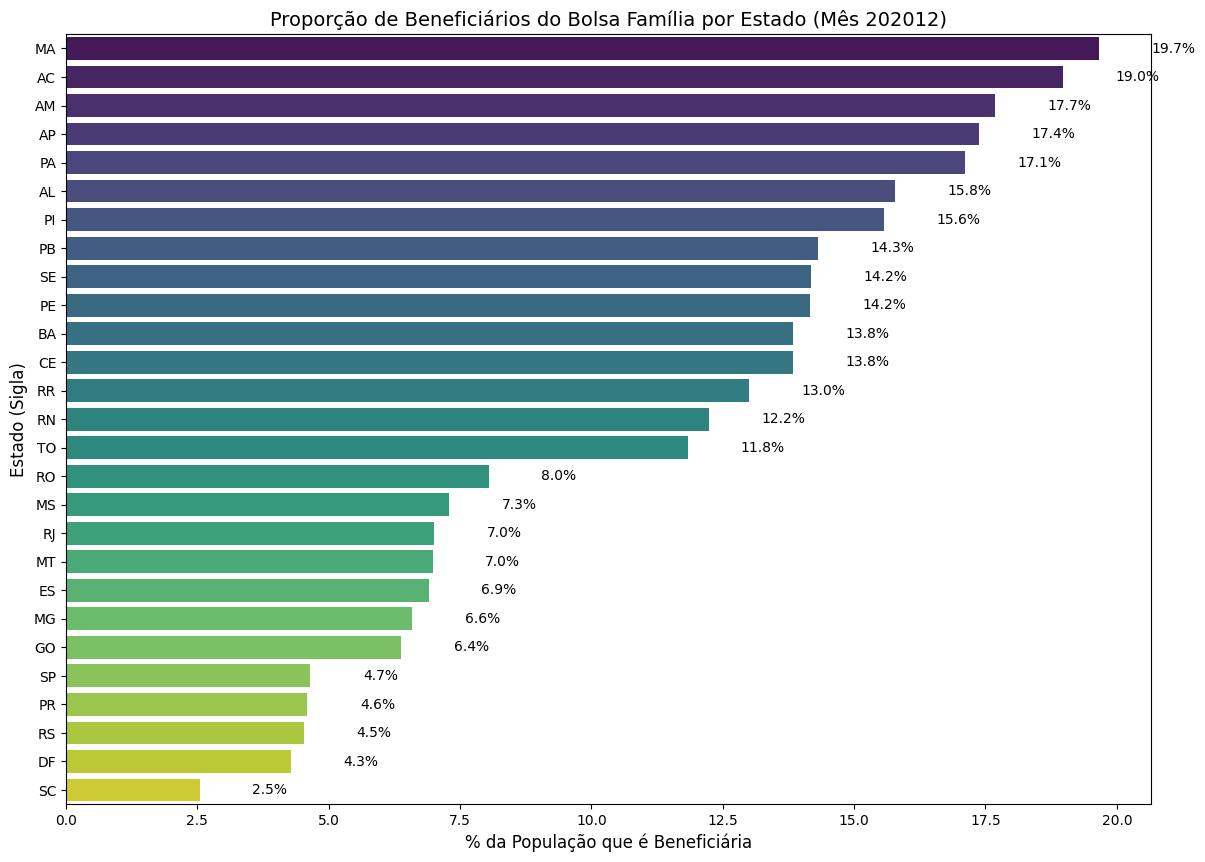 Proporção de Beneficiários do Bolsa Família por Estado (Mês 202012)
Estado (Sigla)
MA 19.7%
AC 19.0%
AM 17.7%
AP 17.4%
PA 17.1%
AL 15.8%
PI 15.6%
PB 14.3%
SE 14.2%
PE 14.2%
BA 13.8%
CE 13.8%
RR 13.0%
RN 12.2%
TO 11.8%
RO 8.0%
MS 7.3%
RJ 7.0%
MT 7.0%
ES 6.9%
MG 6.6%
GO 6.4%
SP 4.7%
PR 4.6%
RS 4.5%
DF 4.3%
SC 2.5%
0.0 2.5 5.0 7.5 10.0 12.5 15.0 17.5 20.0
% da População que é Beneficiária